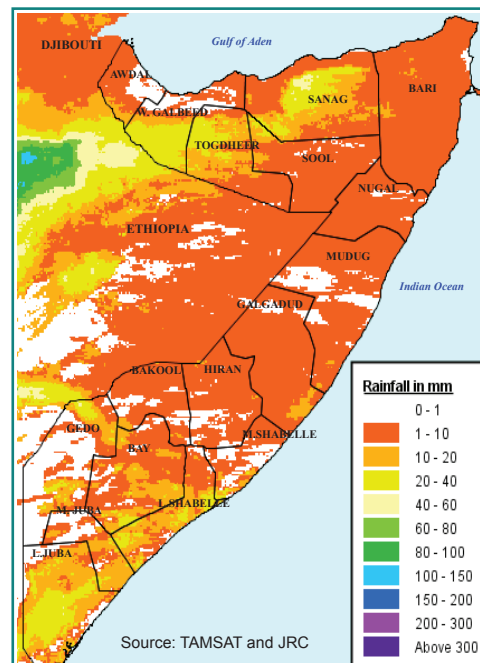 DJIBOUTI
Gulf of Aden
AWDAL
BARI
SANAG
W. GALBEED
TOGDHEER
SOOL
NUGAL
ETHIOPIA
MUDUG
Indian Ocean
GALGADUD
BAKOOL
HIRAN
GEDO
BAY
M.SHABELLE
L.SHABELLE
M. JUBA
L.JUBA
Source: TAMSAT and JRC
Rainfall in mm
0 - 1
1 - 10
10 - 20
20 - 40
40 - 60
60 - 80
80 - 100
100 - 150
150 - 200
200 - 300
Above 300